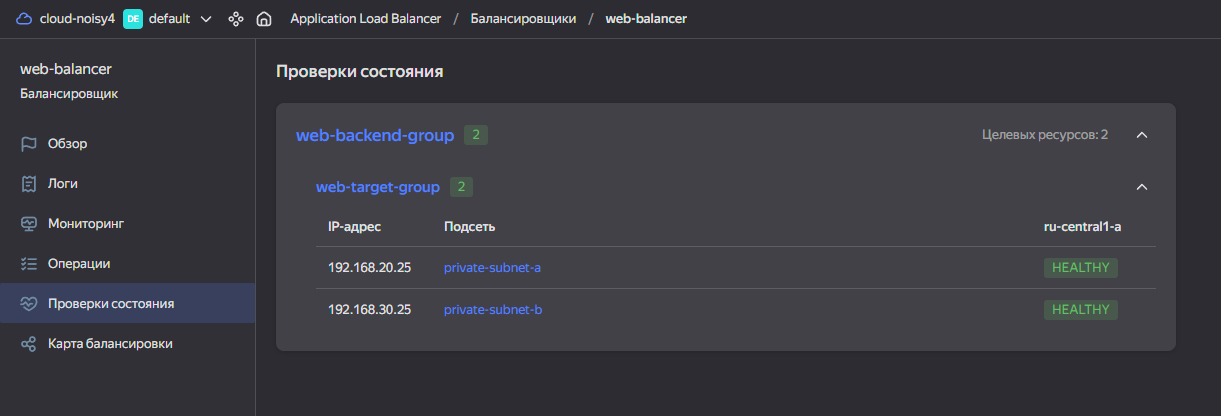 cloud-noisy4 DE default Application Load Balancer / Балансировщики / web-balancer
web-balancer
Балансировщик
Обзор
Логи
Мониторинг
Операции
Проверки состояния
Карта балансировки
Проверки состояния
web-backend-group 2 Целевых ресурсов: 2
web-target-group 2
IP-адрес Подсеть ru-central1-a
192.168.20.25 private-subnet-a HEALTHY
192.168.30.25 private-subnet-b HEALTHY